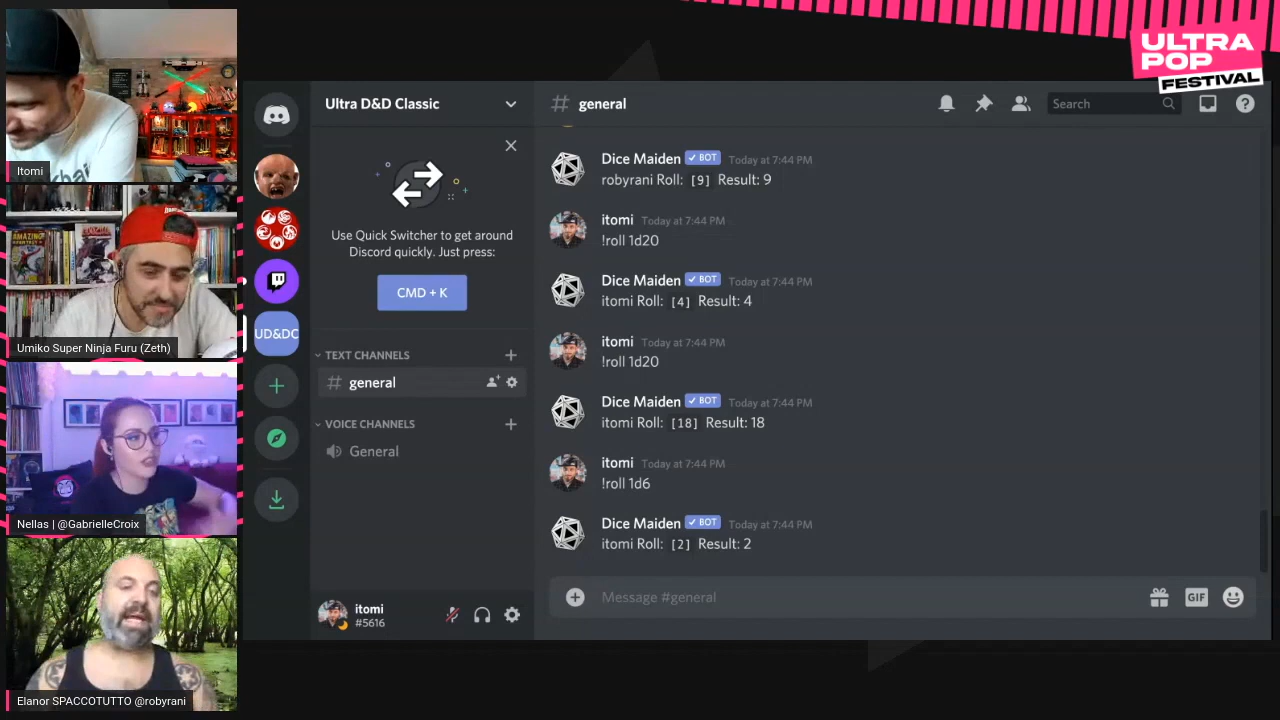 ULTRA
POP
FESTIVAL
Itomi
Umiko Super Ninja Furu (Zeth)
Nellas | @GabrielleCroix
Elanor SPACCOTUTTO @robyrani
Ultra D&D Classic
Use Quick Switcher to get around
Discord quickly. Just press:
CMD + K
UD&DC
TEXT CHANNELS
# general
VOICE CHANNELS
General
itomi
#5616
# general
Search
Dice Maiden ✓ BOT Today at 7:44 PM
robyrani Roll: [9] Result: 9
itomi Today at 7:44 PM
!roll 1d20
Dice Maiden ✓ BOT Today at 7:44 PM
itomi Roll: [4] Result: 4
itomi Today at 7:44 PM
!roll 1d20
Dice Maiden ✓ BOT Today at 7:44 PM
itomi Roll: [18] Result: 18
itomi Today at 7:44 PM
!roll 1d6
Dice Maiden ✓ BOT Today at 7:44 PM
itomi Roll: [2] Result: 2
Message #general
GIF